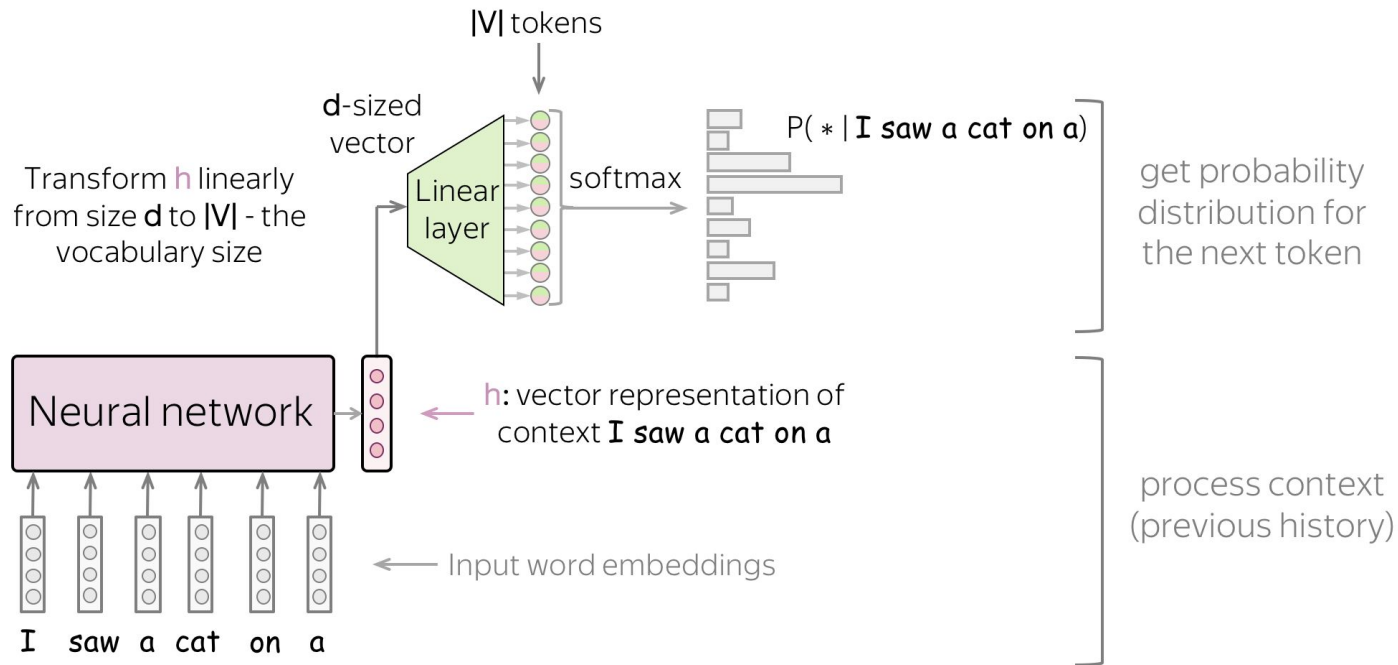 |V| tokens
d-sized
vector
P( * | I saw a cat on a)
Transform h linearly
from size d to |V| - the
vocabulary size
Linear
layer
softmax
get probability
distribution for
the next token
Neural network
h: vector representation of
context I saw a cat on a
process context
(previous history)
Input word embeddings
I saw a cat on a